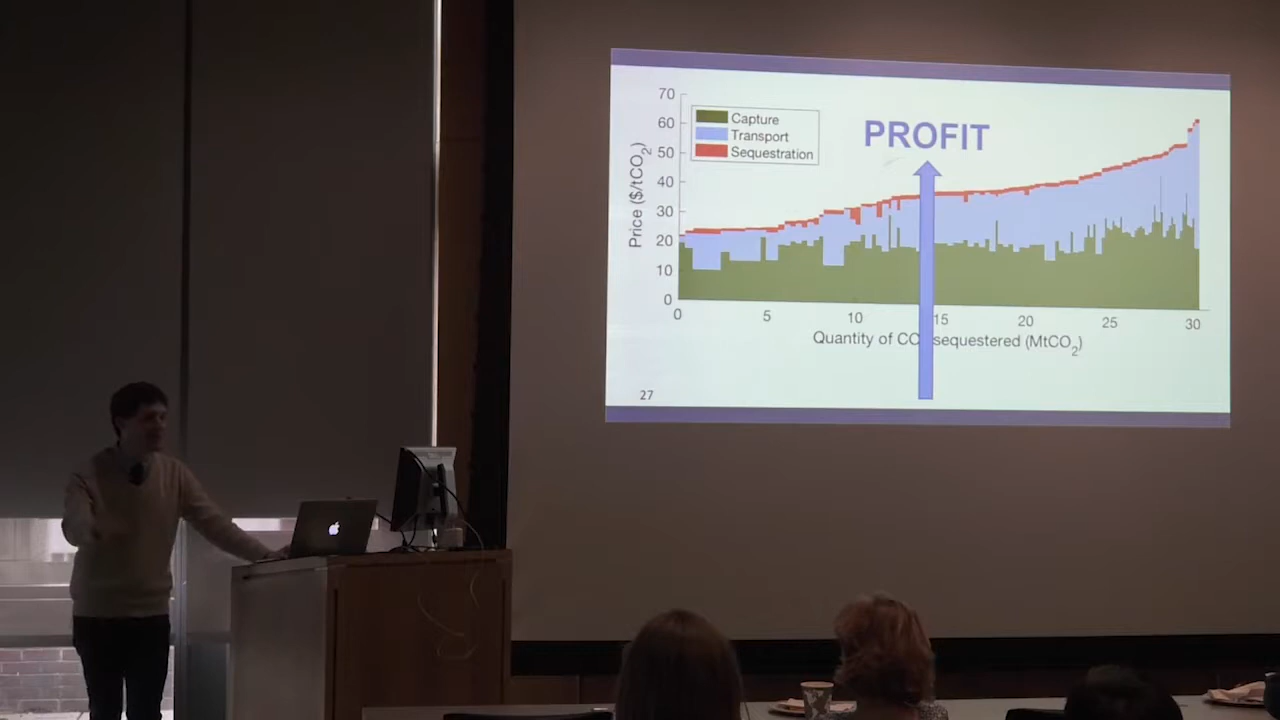 70
60
50
40
30
20
10
0
Price ($/tCO2)
Capture
Transport
Sequestration
PROFIT
0 5 10 15 20 25 30
Quantity of CO sequestered (MtCO2)
27